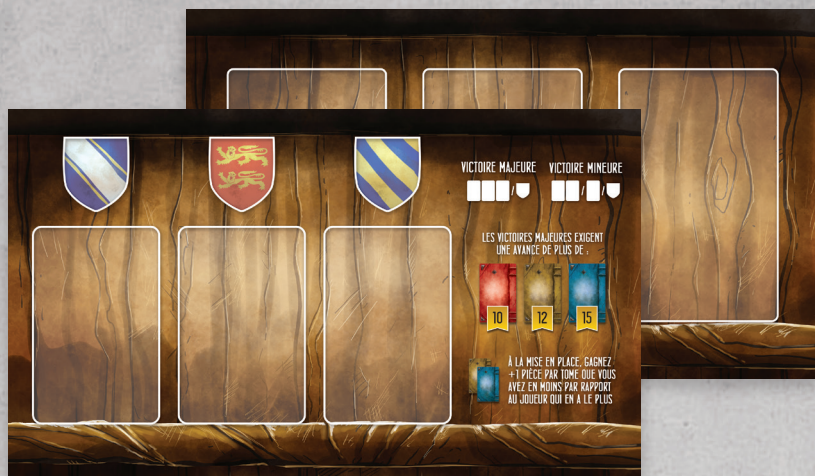 VICTOIRE MAJEURE VICTOIRE MINEURE
/ / /
LES VICTOIRES MAJEURES EXIGENT
UNE AVANCE DE PLUS DE :
10 12 15
À LA MISE EN PLACE, GAGNEZ
+1 PIÈCE PAR TOME QUE VOUS
AVEZ EN MOINS PAR RAPPORT
AU JOUEUR QUI EN A LE PLUS